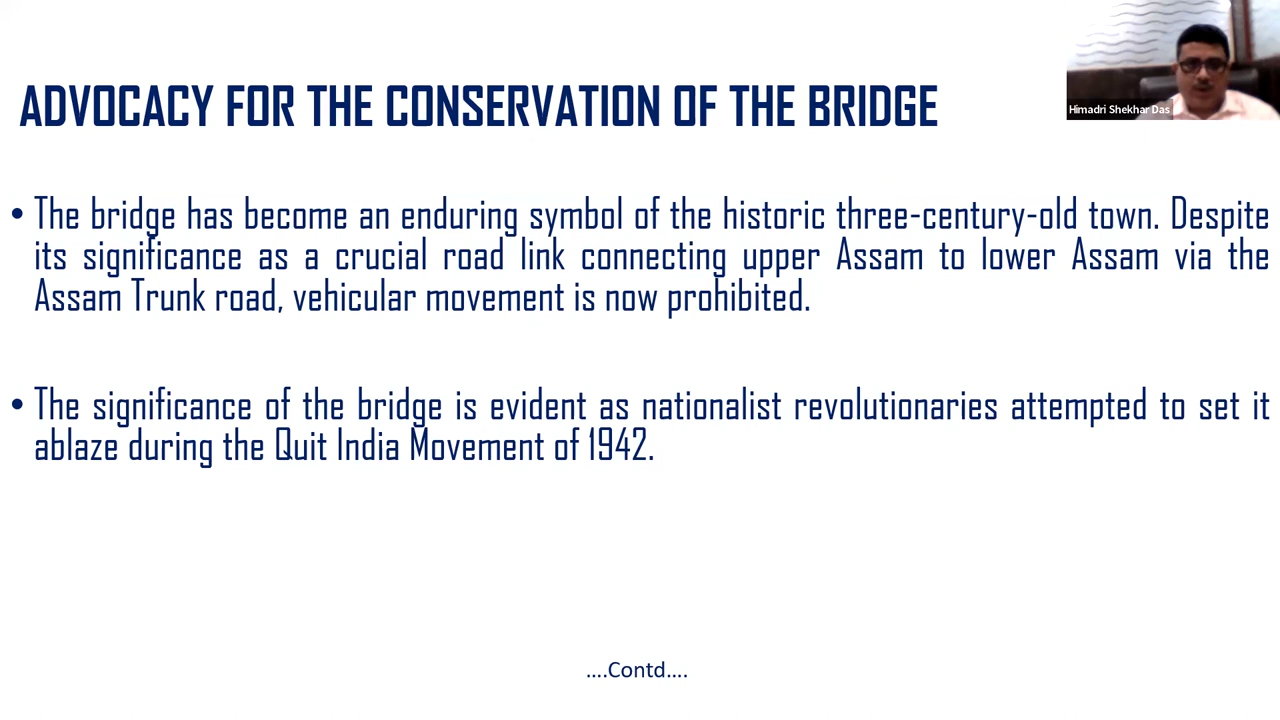 ADVOCACY FOR THE CONSERVATION OF THE BRIDGE
Himadri Shekhar Das
• The bridge has become an enduring symbol of the historic three-century-old town. Despite
its significance as a crucial road link connecting upper Assam to lower Assam via the
Assam Trunk road, vehicular movement is now prohibited.
• The significance of the bridge is evident as nationalist revolutionaries attempted to set it
ablaze during the Quit India Movement of 1942.
....Contd....